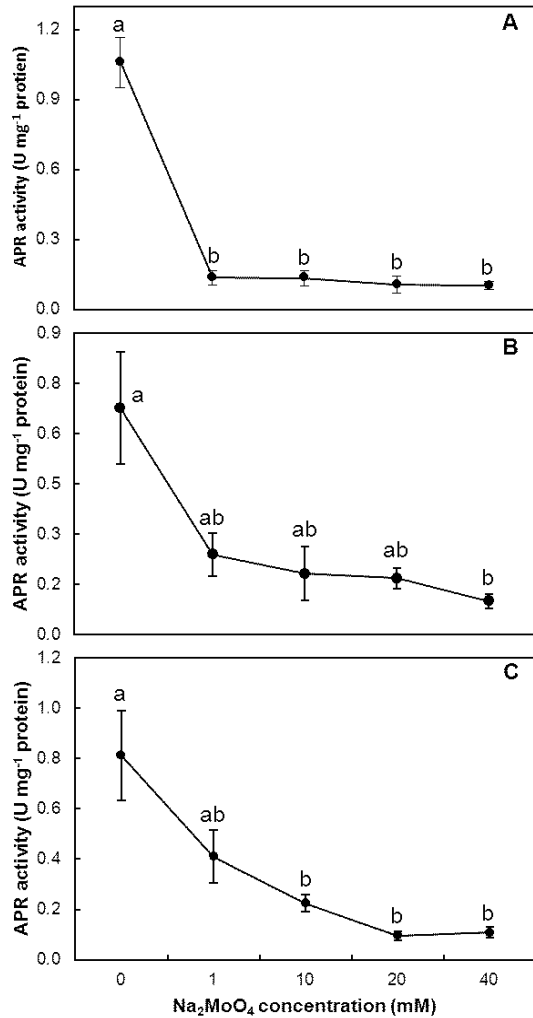 A
APR activity (U mg⁻¹ protien)
1.2
0.9
0.6
0.3
0.0
a
b
b
b
b
B
APR activity (U mg⁻¹ protein)
0.9
0.8
0.6
0.5
0.3
0.2
0.0
a
ab
ab
ab
b
C
APR activity (U mg⁻¹ protein)
1.2
1.0
0.8
0.6
0.4
0.2
0.0
a
ab
b
b
b
0 1 10 20 40
Na₂MoO₄ concentration (mM)